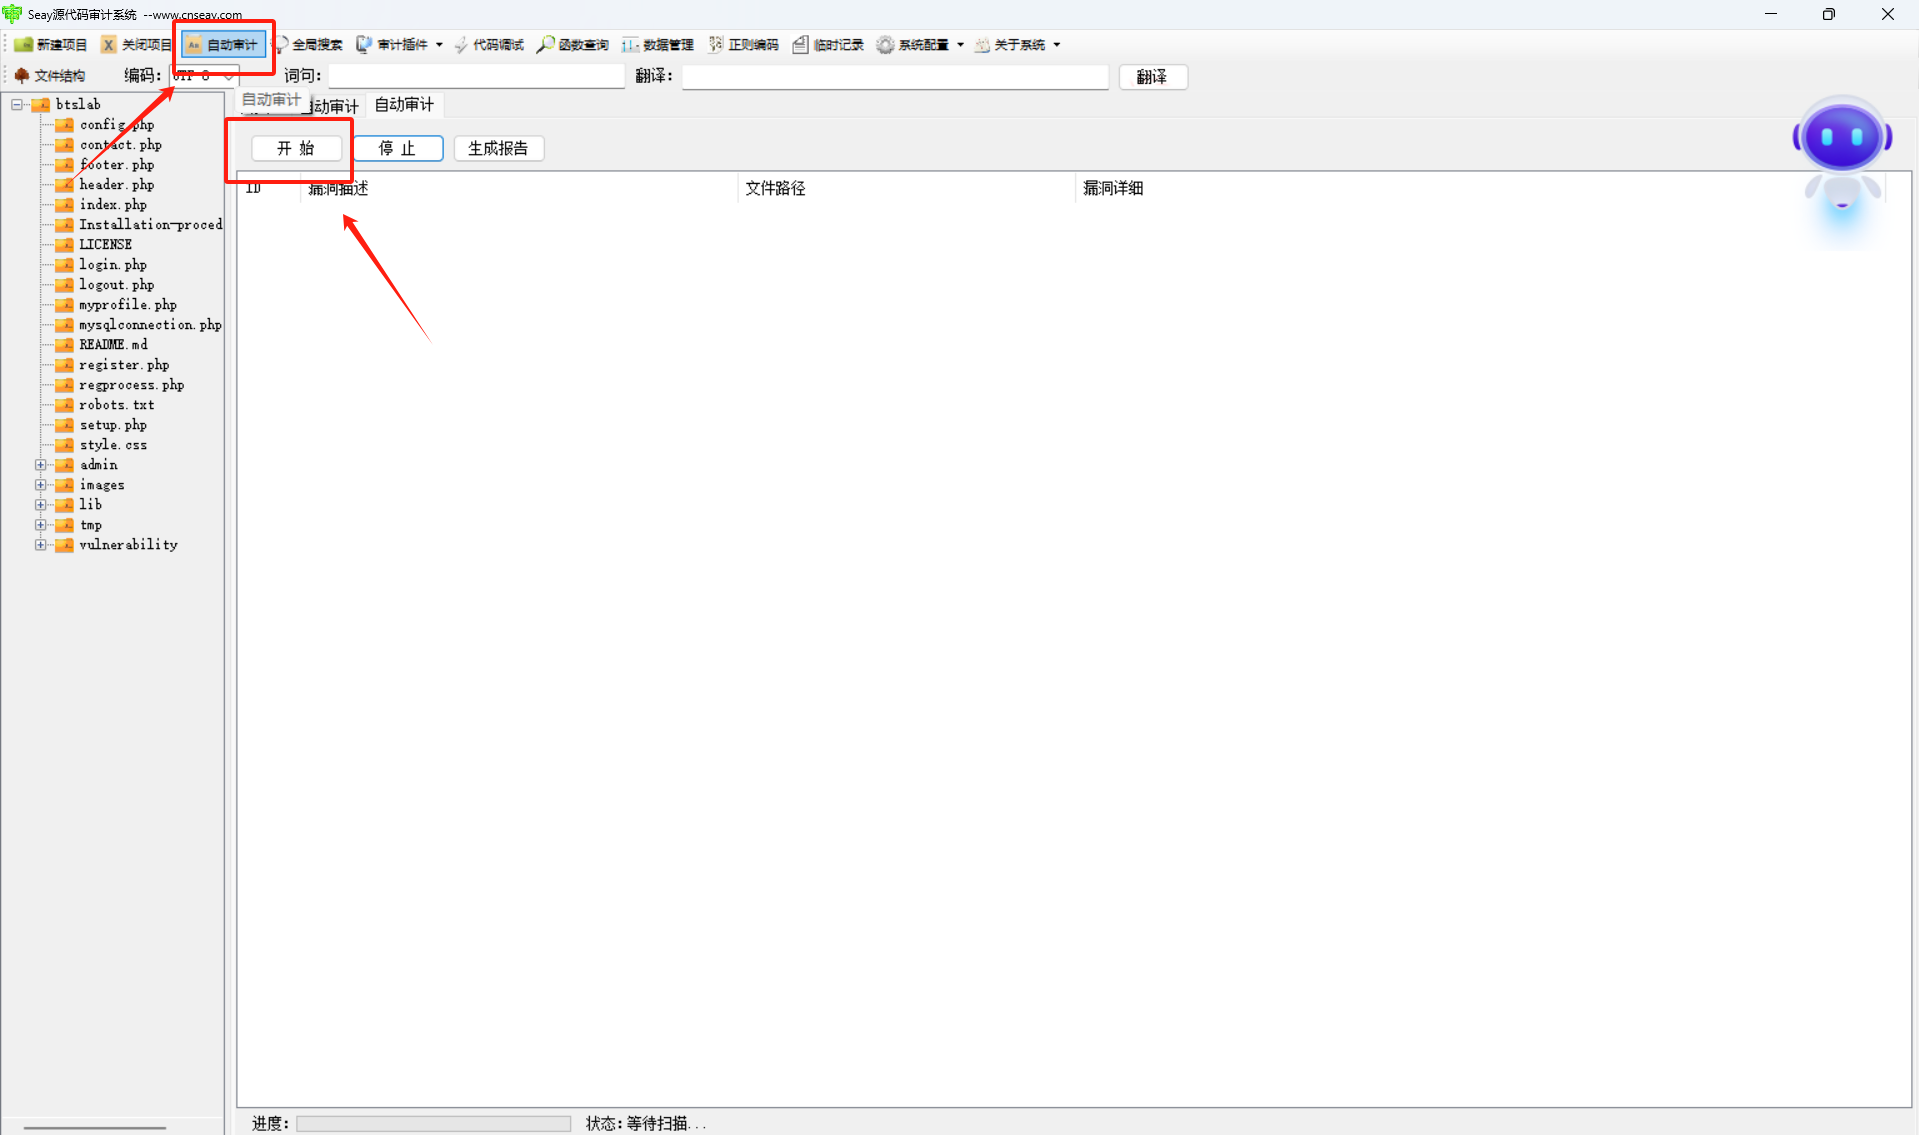 Seay源代码审计系统 --www.cnseay.com
新建项目 关闭项目 自动审计 全局搜索 审计插件 代码调试 函数查询 数据管理 正则编码 临时记录 系统配置 关于系统
文件结构 编码: UTF-8 词句: 翻译: 翻译
自动审计 自动审计 自动审计
开 始 停 止 生成报告
ID 漏洞描述 文件路径 漏洞详细
btslab
config.php
contact.php
footer.php
header.php
index.php
Installation-proced
LICENSE
login.php
logout.php
myprofile.php
mysqlconnection.php
README.md
register.php
regprocess.php
robots.txt
setup.php
style.css
admin
images
lib
tmp
vulnerability
进度: 状态:等待扫描...